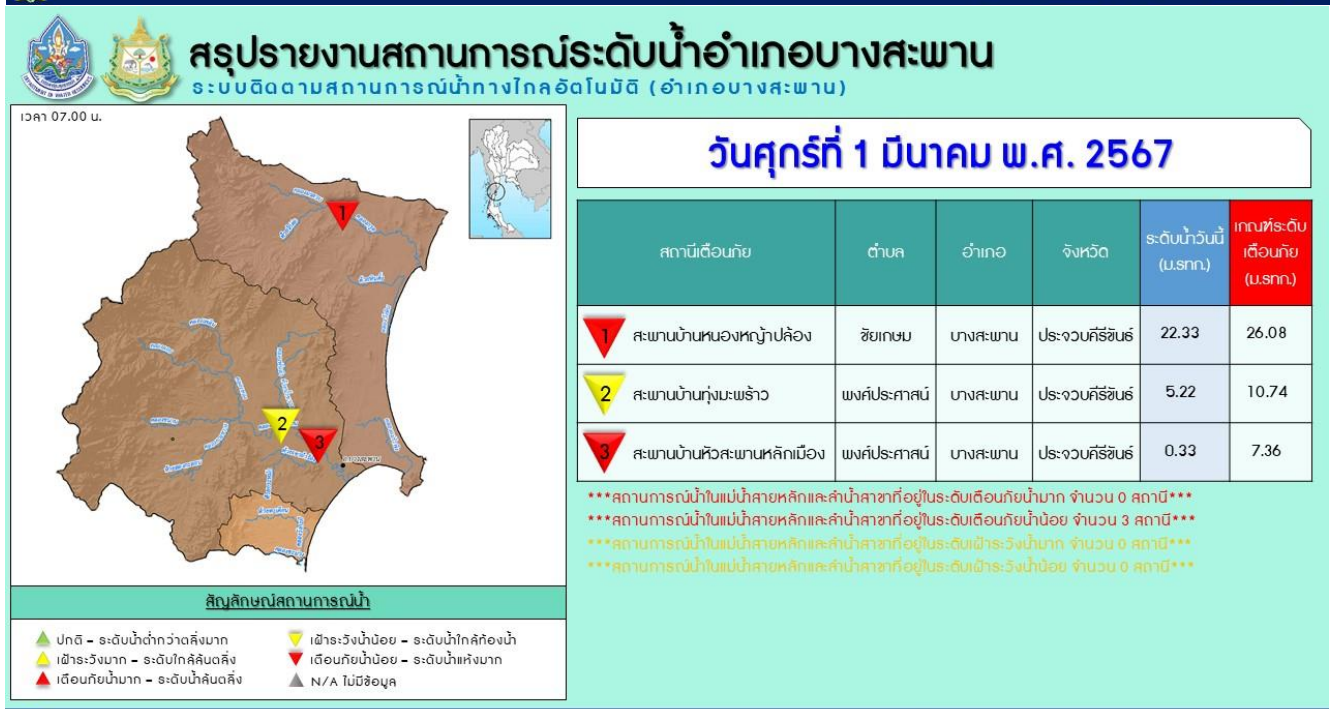 สรุปรายงานสถานการณ์ระดับน้ำอำเภอบางสะพาน
ระบบติดตามสถานการณ์น้ำทางไกลอัตโนมัติ (อำเภอบางสะพาน)
เวลา 07.00 น.
1
2
3
สัญลักษณ์สถานการณ์น้ำ
ปกติ - ระดับน้ำต่ำกว่าตลิ่งมาก
เฝ้าระวังมาก - ระดับใกล้ล้นตลิ่ง
เตือนภัยน้ำมาก - ระดับน้ำล้นตลิ่ง
เฝ้าระวังน้ำน้อย - ระดับน้ำใกล้ท้องน้ำ
เตือนภัยน้ำน้อย - ระดับน้ำแห้งมาก
N/A ไม่มีข้อมูล
วันศุกร์ที่ 1 มีนาคม พ.ศ. 2567
สถานีเตือนภัย ตำบล อำเภอ จังหวัด ระดับน้ำวันนี้ (ม.รทก.) เกณฑ์ระดับเตือนภัย (ม.รทก.)
1 สะพานบ้านหนองหญ้าปล้อง ชัยเกษม บางสะพาน ประจวบคีรีขันธ์ 22.33 26.08
2 สะพานบ้านทุ่งมะพร้าว พงศ์ประศาสน์ บางสะพาน ประจวบคีรีขันธ์ 5.22 10.74
3 สะพานบ้านหัวสะพานหลักเมือง พงศ์ประศาสน์ บางสะพาน ประจวบคีรีขันธ์ 0.33 7.36
***สถานการณ์น้ำในแม่น้ำสายหลักและลำน้ำสาขาที่อยู่ในระดับเตือนภัยน้ำมาก จำนวน 0 สถานี***
***สถานการณ์น้ำในแม่น้ำสายหลักและลำน้ำสาขาที่อยู่ในระดับเตือนภัยน้ำน้อย จำนวน 3 สถานี***
***สถานการณ์น้ำในแม่น้ำสายหลักและลำน้ำสาขาที่อยู่ในระดับเฝ้าระวังน้ำมาก จำนวน 0 สถานี***
***สถานการณ์น้ำในแม่น้ำสายหลักและลำน้ำสาขาที่อยู่ในระดับเฝ้าระวังน้ำน้อย จำนวน 0 สถานี***